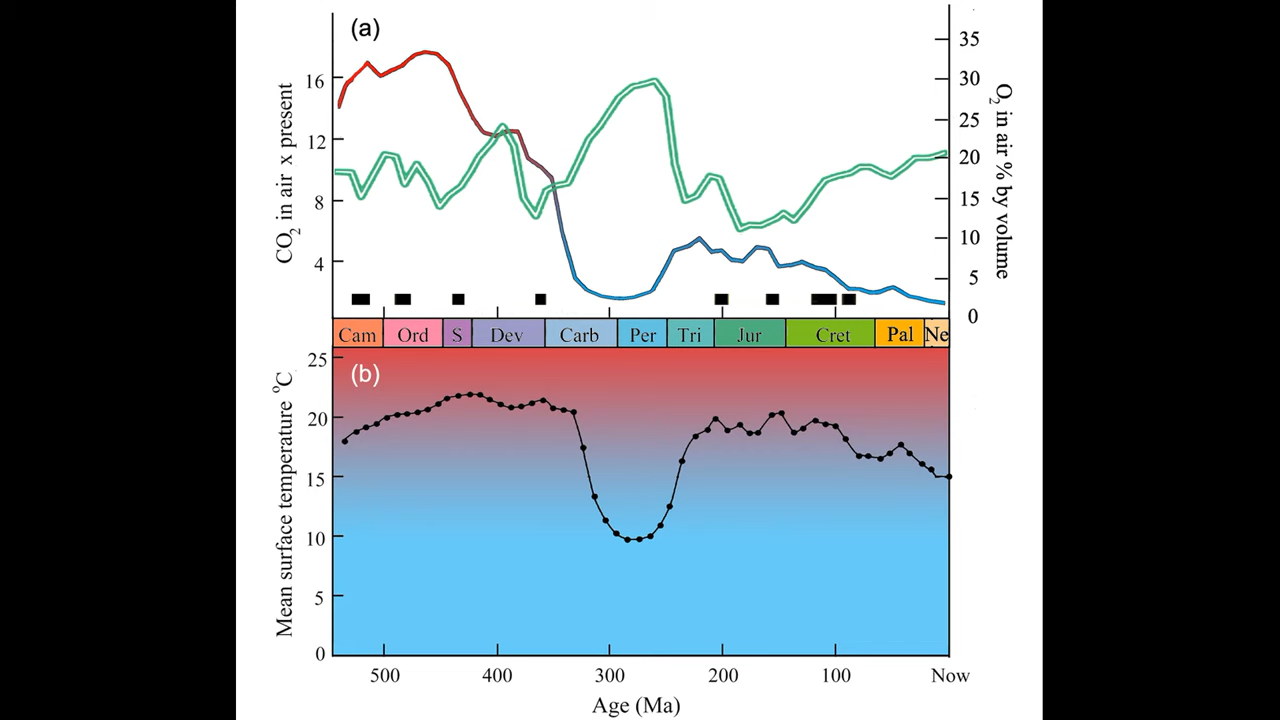 (a)
CO2 in air x present
16
12
8
4
35
30
25
20
15
10
5
0
O2 in air % by volume
Cam Ord S Dev Carb Per Tri Jur Cret Pal Ne
(b)
Mean surface temperature °C
25
20
15
10
5
0
500 400 300 200 100 Now
Age (Ma)